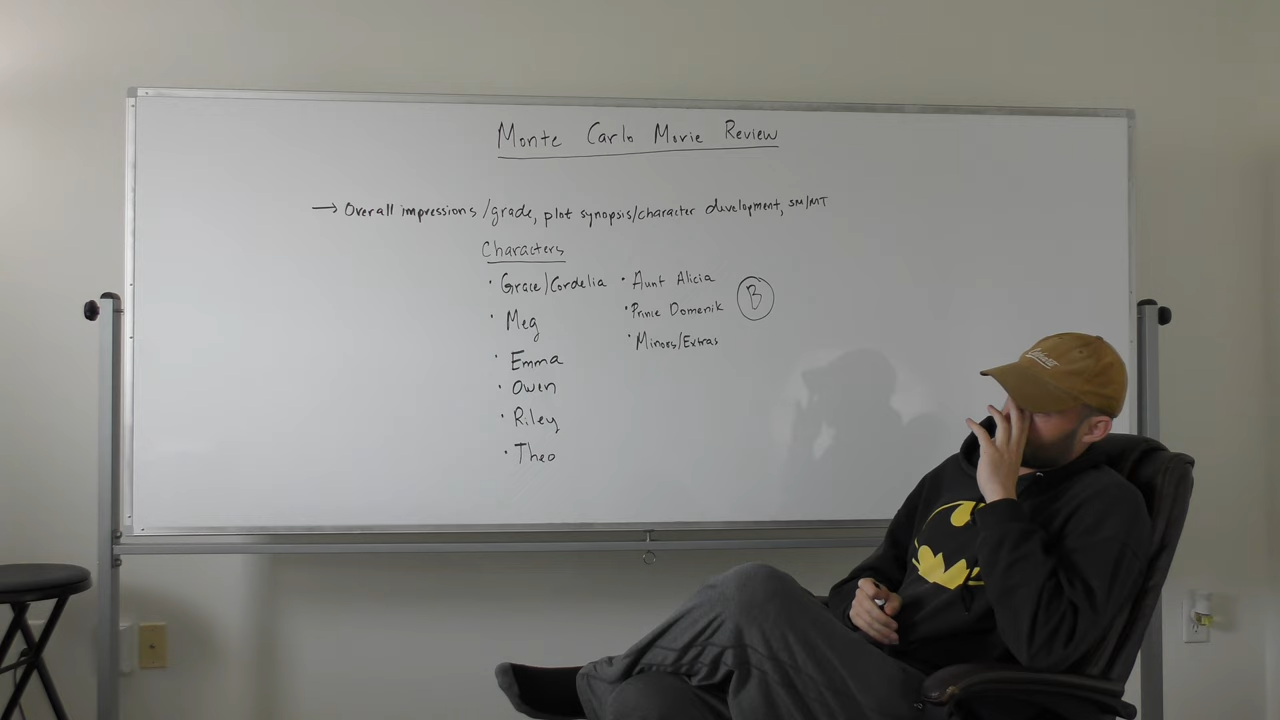 Monte Carlo Movie Review
→ Overall impressions/grade, plot synopsis/character development, SM/MT
Characters
• Grace/Cordelia
• Meg
• Emma
• Owen
• Riley
• Theo
• Aunt Alicia
• Prince Domenik
• Minors/Extras
B